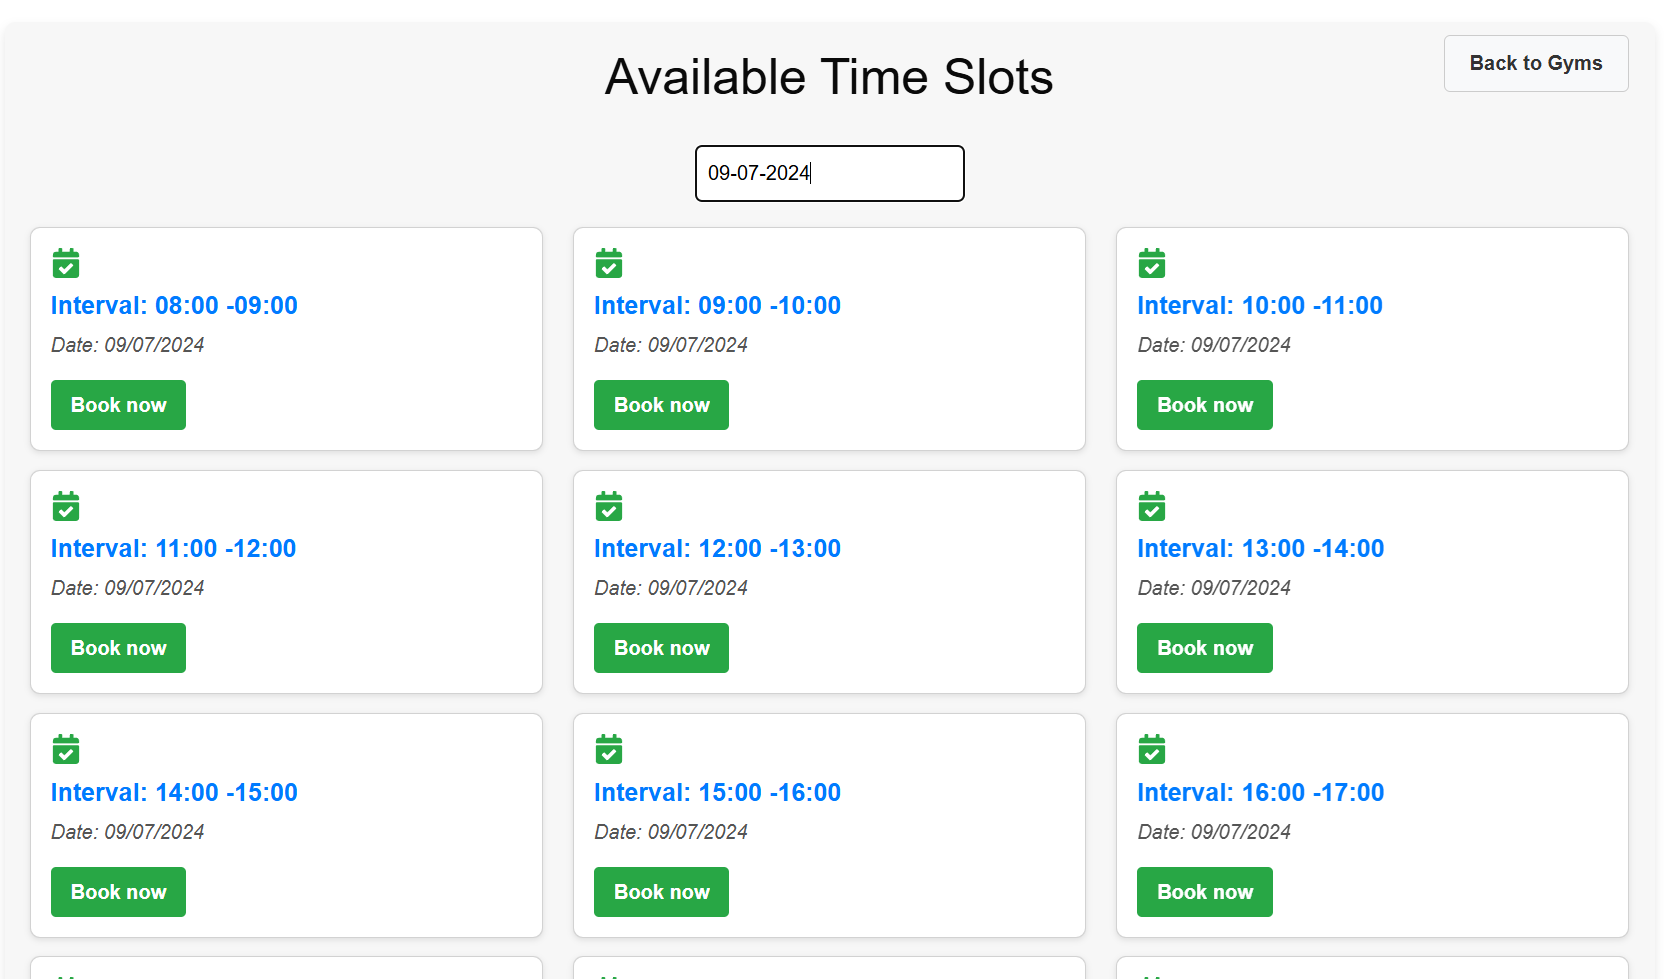 Available Time Slots
Back to Gyms
09-07-2024
Interval: 08:00 -09:00
Date: 09/07/2024
Book now
Interval: 09:00 -10:00
Date: 09/07/2024
Book now
Interval: 10:00 -11:00
Date: 09/07/2024
Book now
Interval: 11:00 -12:00
Date: 09/07/2024
Book now
Interval: 12:00 -13:00
Date: 09/07/2024
Book now
Interval: 13:00 -14:00
Date: 09/07/2024
Book now
Interval: 14:00 -15:00
Date: 09/07/2024
Book now
Interval: 15:00 -16:00
Date: 09/07/2024
Book now
Interval: 16:00 -17:00
Date: 09/07/2024
Book now